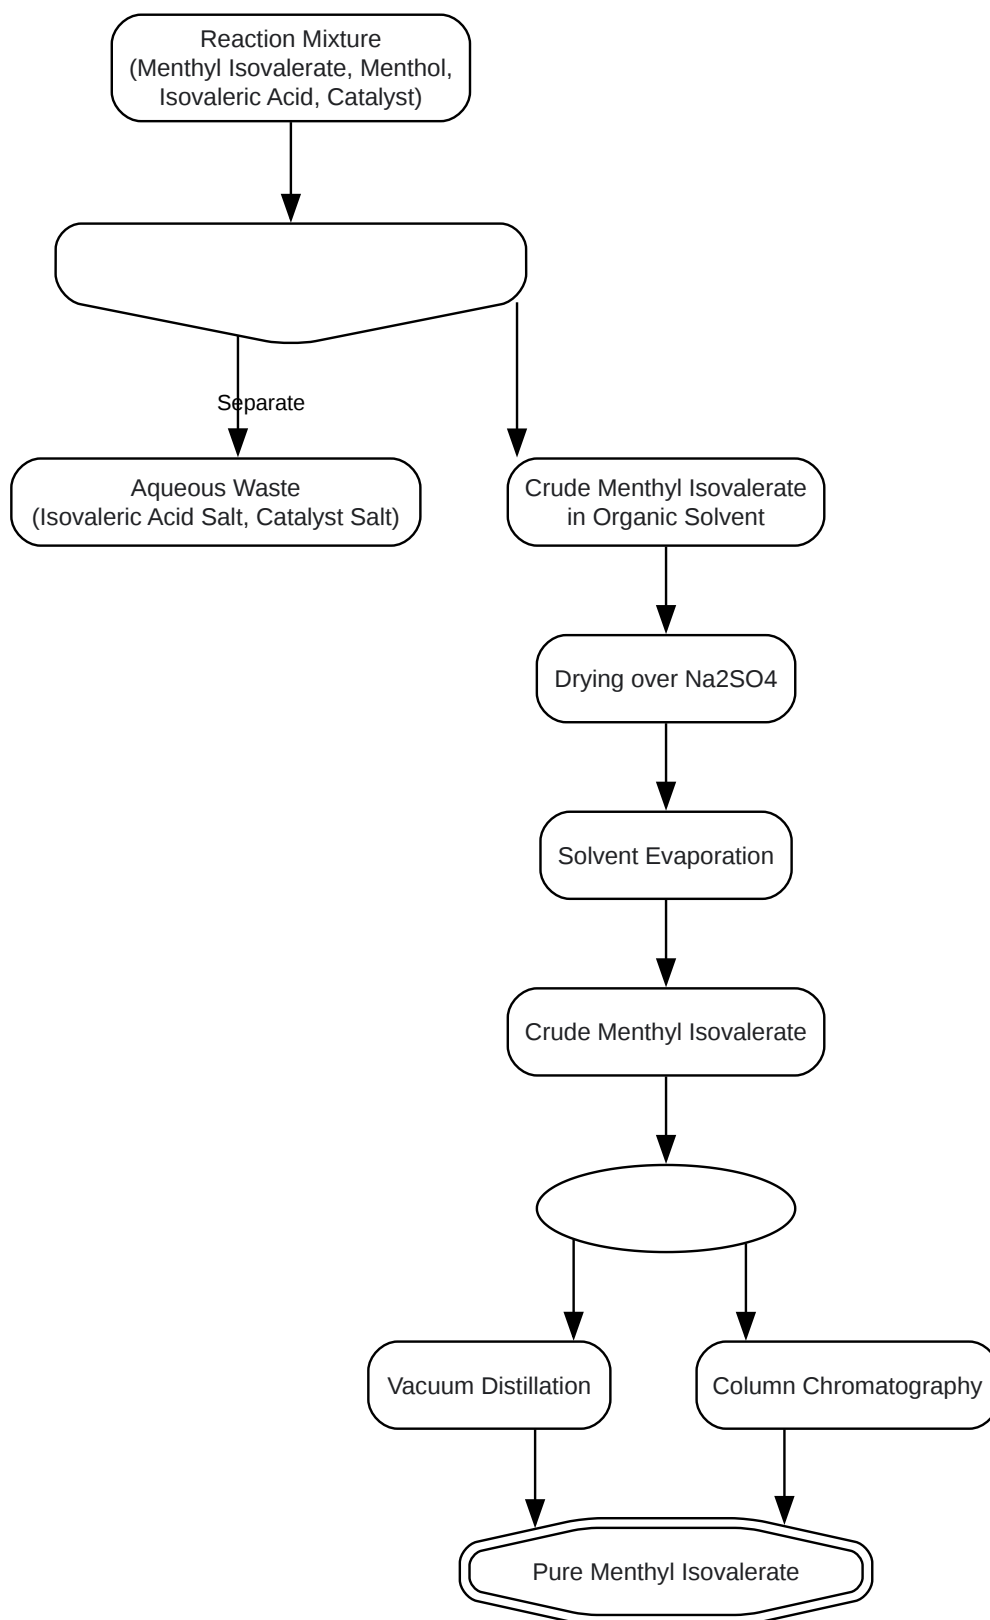 Reaction Mixture
(Menthyl Isovalerate, Menthol,
Isovaleric Acid, Catalyst)
Separate
Aqueous Waste
(Isovaleric Acid Salt, Catalyst Salt)
Crude Menthyl Isovalerate
in Organic Solvent
Drying over Na2SO4
Solvent Evaporation
Crude Menthyl Isovalerate
Vacuum Distillation
Column Chromatography
Pure Menthyl Isovalerate